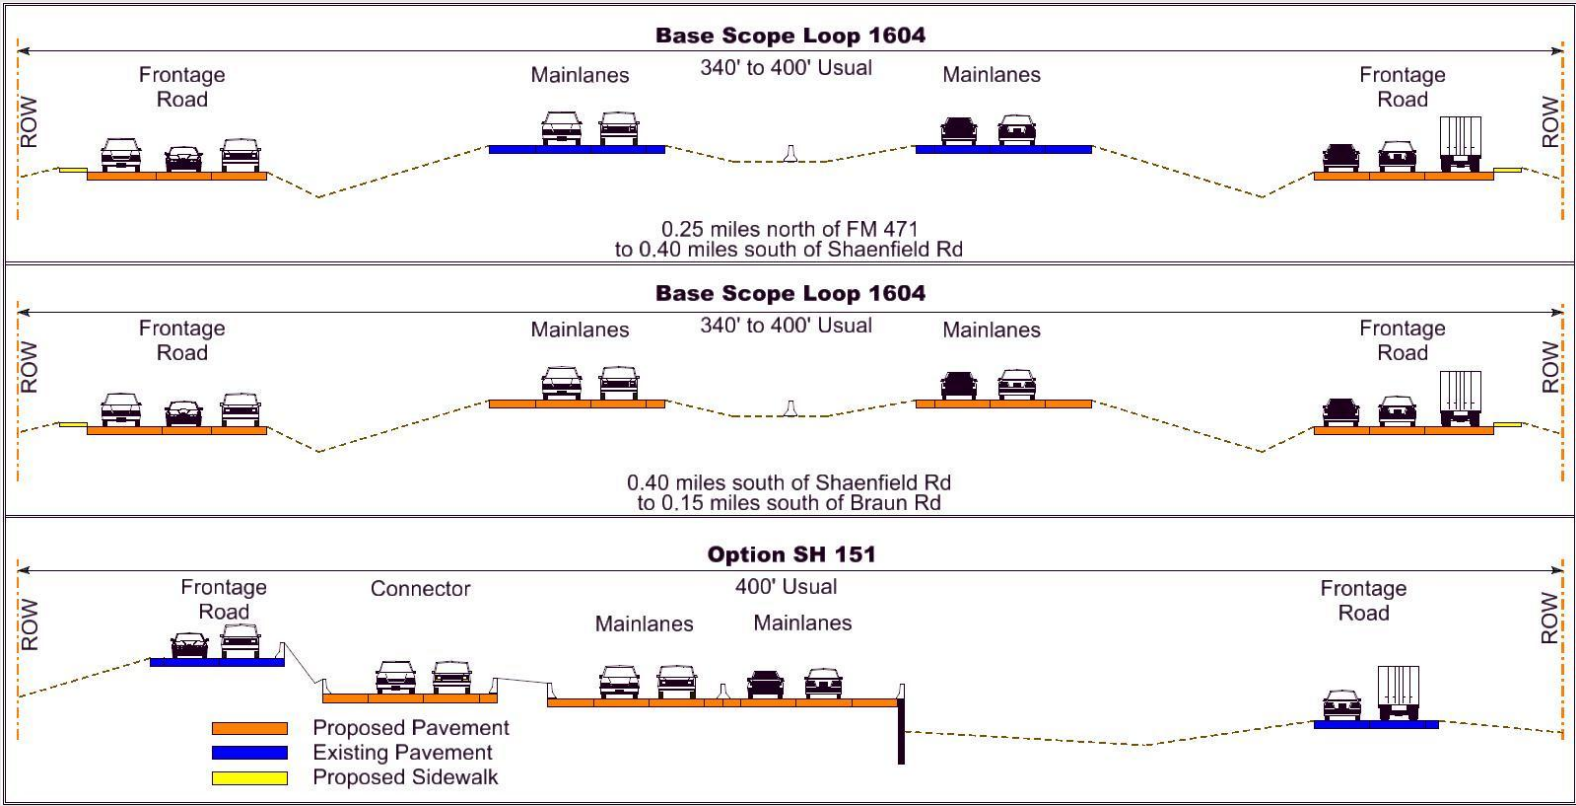 Base Scope Loop 1604
340' to 400' Usual
Frontage
Road
Mainlanes
Mainlanes
Frontage
Road
ROW
ROW
0.25 miles north of FM 471
to 0.40 miles south of Shaenfield Rd
Base Scope Loop 1604
340' to 400' Usual
Frontage
Road
Mainlanes
Mainlanes
Frontage
Road
ROW
ROW
0.40 miles south of Shaenfield Rd
to 0.15 miles south of Braun Rd
Option SH 151
400' Usual
Frontage
Road
Connector
Mainlanes
Mainlanes
Frontage
Road
ROW
ROW
Proposed Pavement
Existing Pavement
Proposed Sidewalk